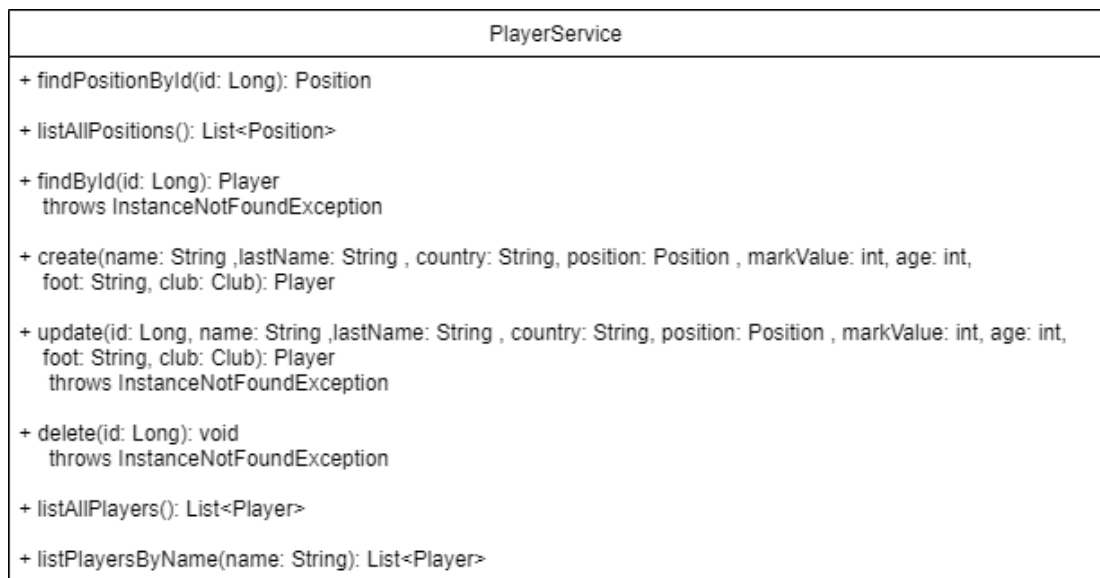 PlayerService
+ findPositionById(id: Long): Position
+ listAllPositions(): List<Position>
+ findById(id: Long): Player
throws InstanceNotFoundException
+ create(name: String ,lastName: String , country: String, position: Position , markValue: int, age: int,
foot: String, club: Club): Player
+ update(id: Long, name: String ,lastName: String , country: String, position: Position , markValue: int, age: int,
foot: String, club: Club): Player
throws InstanceNotFoundException
+ delete(id: Long): void
throws InstanceNotFoundException
+ listAllPlayers(): List<Player>
+ listPlayersByName(name: String): List<Player>